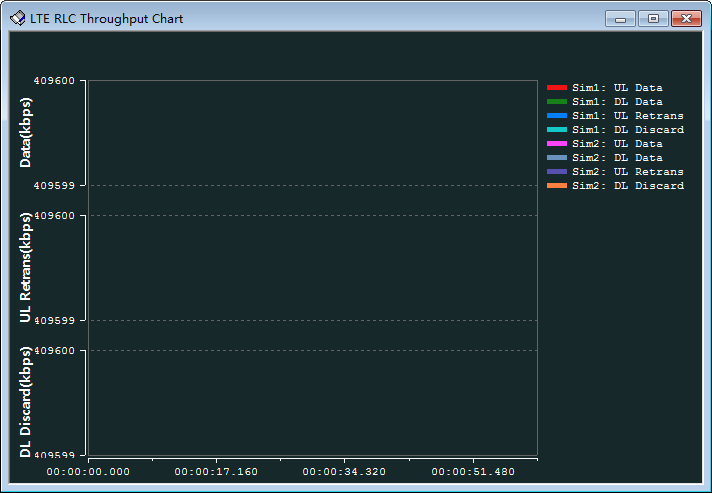 LTE RLC Throughput Chart
409600
Data(kbps)
409599
409600
UL Retrans(kbps)
409599
409600
DL Discard(kbps)
409599
00:00:00.000 00:00:17.160 00:00:34.320 00:00:51.480
Sim1: UL Data
Sim1: DL Data
Sim1: UL Retrans
Sim1: DL Discard
Sim2: UL Data
Sim2: DL Data
Sim2: UL Retrans
Sim2: DL Discard